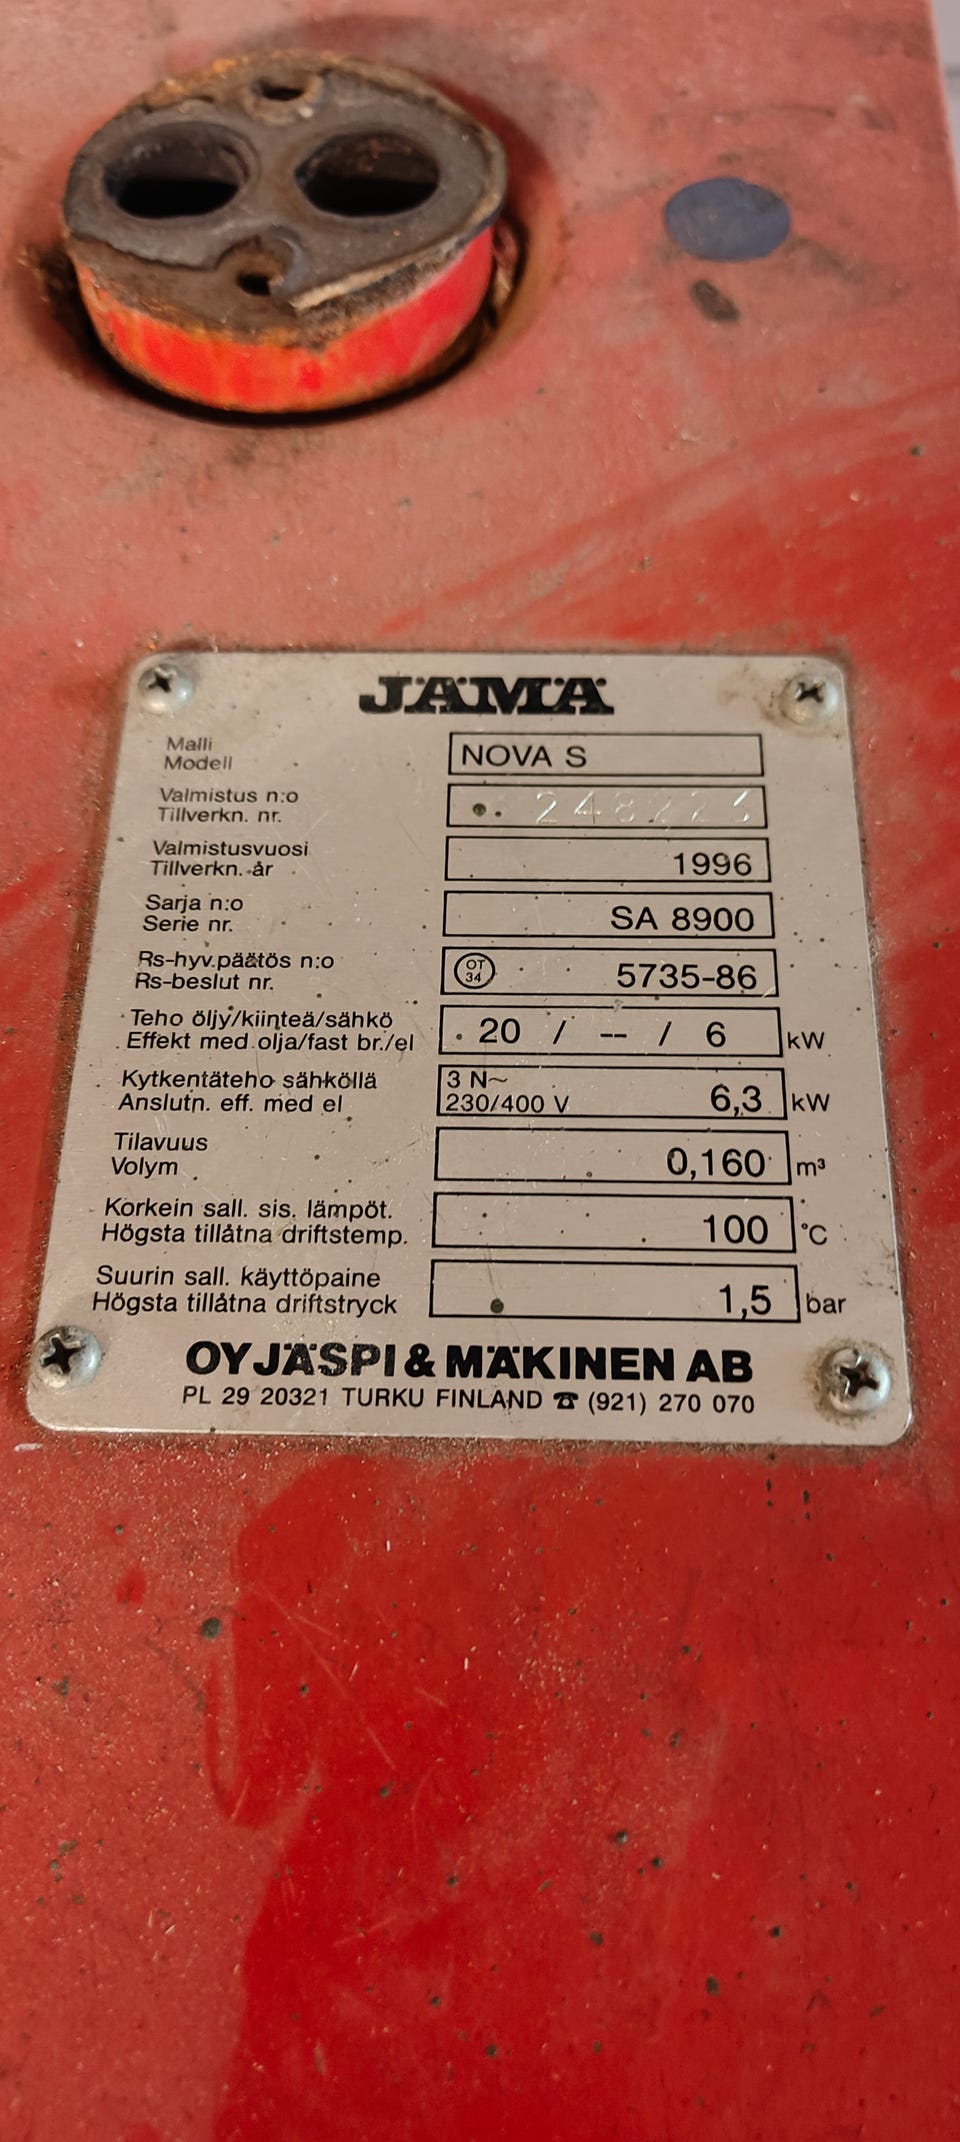 JÄMÄ
Malli
Modell
NOVA S
Valmistus n:o
Tillverkn. nr.
Valmistusvuosi
Tillverkn. år
1996
Sarja n:o
Serie nr.
SA 8900
Rs-hyv.päätös n:o
Rs-beslut nr.
OT
34
5735-86
Teho öljy/kiinteä/sähkö
Effekt med olja/fast br./el
20 / -- / 6 kW
Kytkentäteho sähköllä
Anslutn. eff. med el
3 N~
230/400 V
6,3 kW
Tilavuus
Volym
0,160 m³
Korkein sall. sis. lämpöt.
Högsta tillåtna driftstemp.
100 °C
Suurin sall. käyttöpaine
Högsta tillåtna driftstryck
1,5 bar
OY JÄSPI & MÄKINEN AB
PL 29 20321 TURKU FINLAND ☎ (921) 270 070